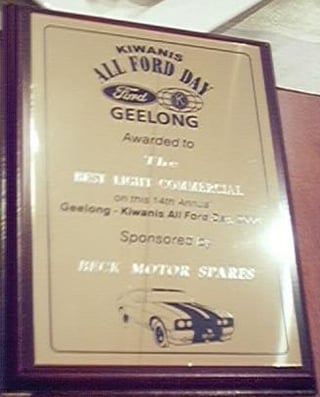 KIWANIS
ALL FORD DAY
Ford
GEELONG
Awarded to
The
BEST LIGHT COMMERCIAL
on this 14th Annual
Geelong - Kiwanis All Ford Day,
Sponsored by
BECK MOTOR SPARES